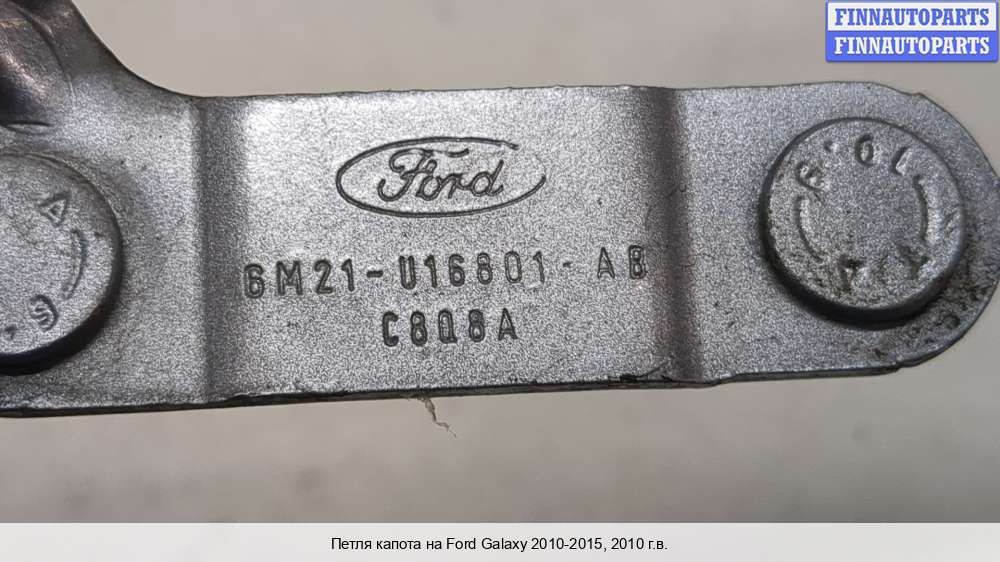 FINNAUTOPARTS
FINNAUTOPARTS
Ford
6M21-U16801-AB
C8Q8A
Петля капота на Ford Galaxy 2010-2015, 2010 г.в.